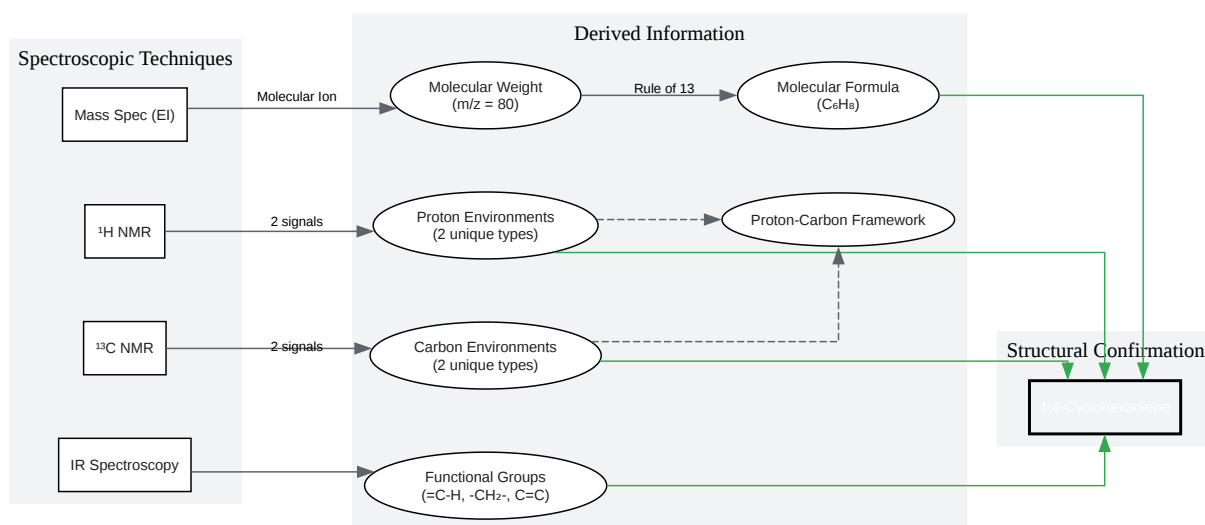 Derived Information
Spectroscopic Techniques
Mass Spec (EI)
Molecular Ion
Molecular Weight
(m/z = 80)
Rule of 13
Molecular Formula
(C₆H₈)
¹H NMR
2 signals
Proton Environments
(2 unique types)
Proton-Carbon Framework
¹³C NMR
2 signals
Carbon Environments
(2 unique types)
Structural Confirmation
1,4-Cyclohexadiene
IR Spectroscopy
Functional Groups
(=C-H, -CH₂-, C=C)